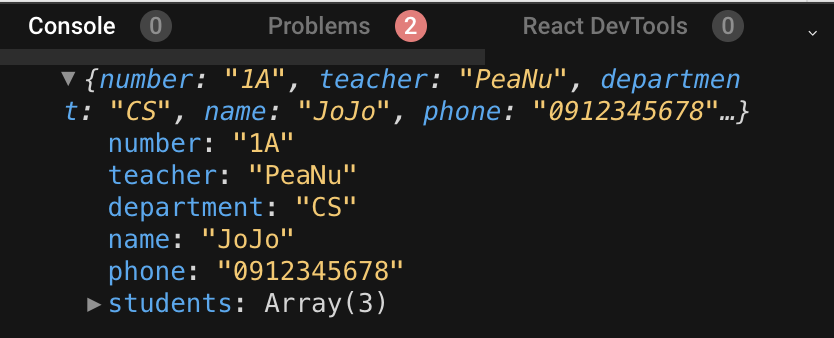 Console 0 Problems 2 React DevTools 0
▼ {number: "1A", teacher: "PeaNu", departmen
t: "CS", name: "JoJo", phone: "0912345678"…}
number: "1A"
teacher: "PeaNu"
department: "CS"
name: "JoJo"
phone: "0912345678"
▶ students: Array(3)